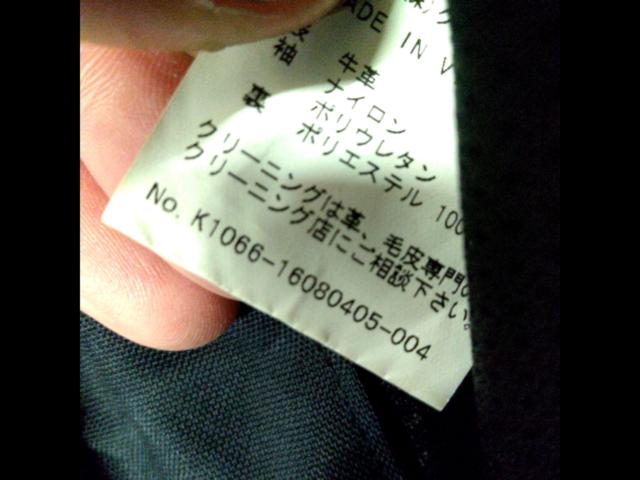 MADE IN V
袖 牛革
ナイロン
裏 ポリウレタン
ポリエステル 100
クリーニングは革、毛皮専門の
クリーニング店にご相談下さい。
No. K1066-16080405-004